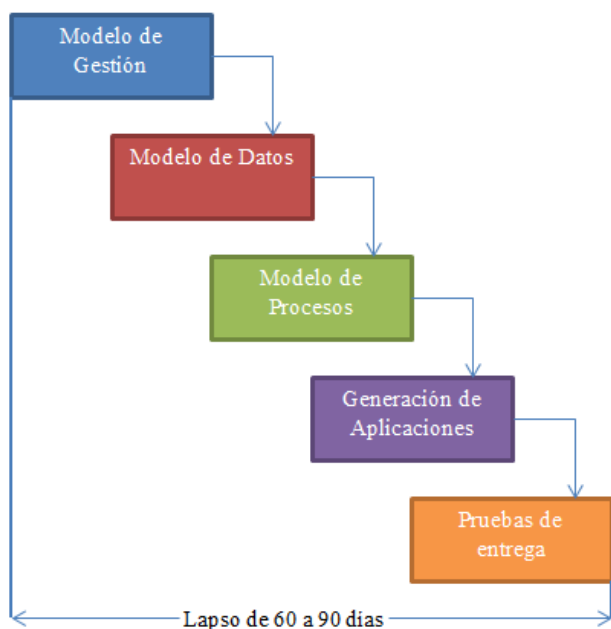 Modelo de
Gestión
Modelo de Datos
Modelo de
Procesos
Generación de
Aplicaciones
Pruebas de
entrega
Lapso de 60 a 90 dias